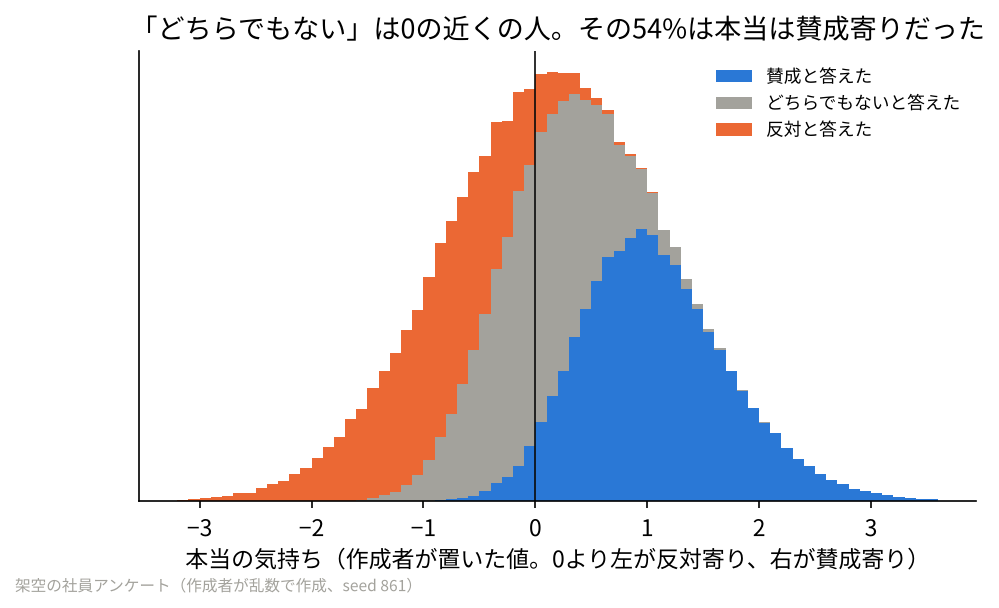 「どちらでもない」は0の近くの人。その54%は本当は賛成寄りだった
賛成と答えた
どちらでもないと答えた
反対と答えた
−3 −2 −1 0 1 2 3
本当の気持ち（作成者が置いた値。0より左が反対寄り、右が賛成寄り）
架空の社員アンケート（作成者が乱数で作成、seed 861）